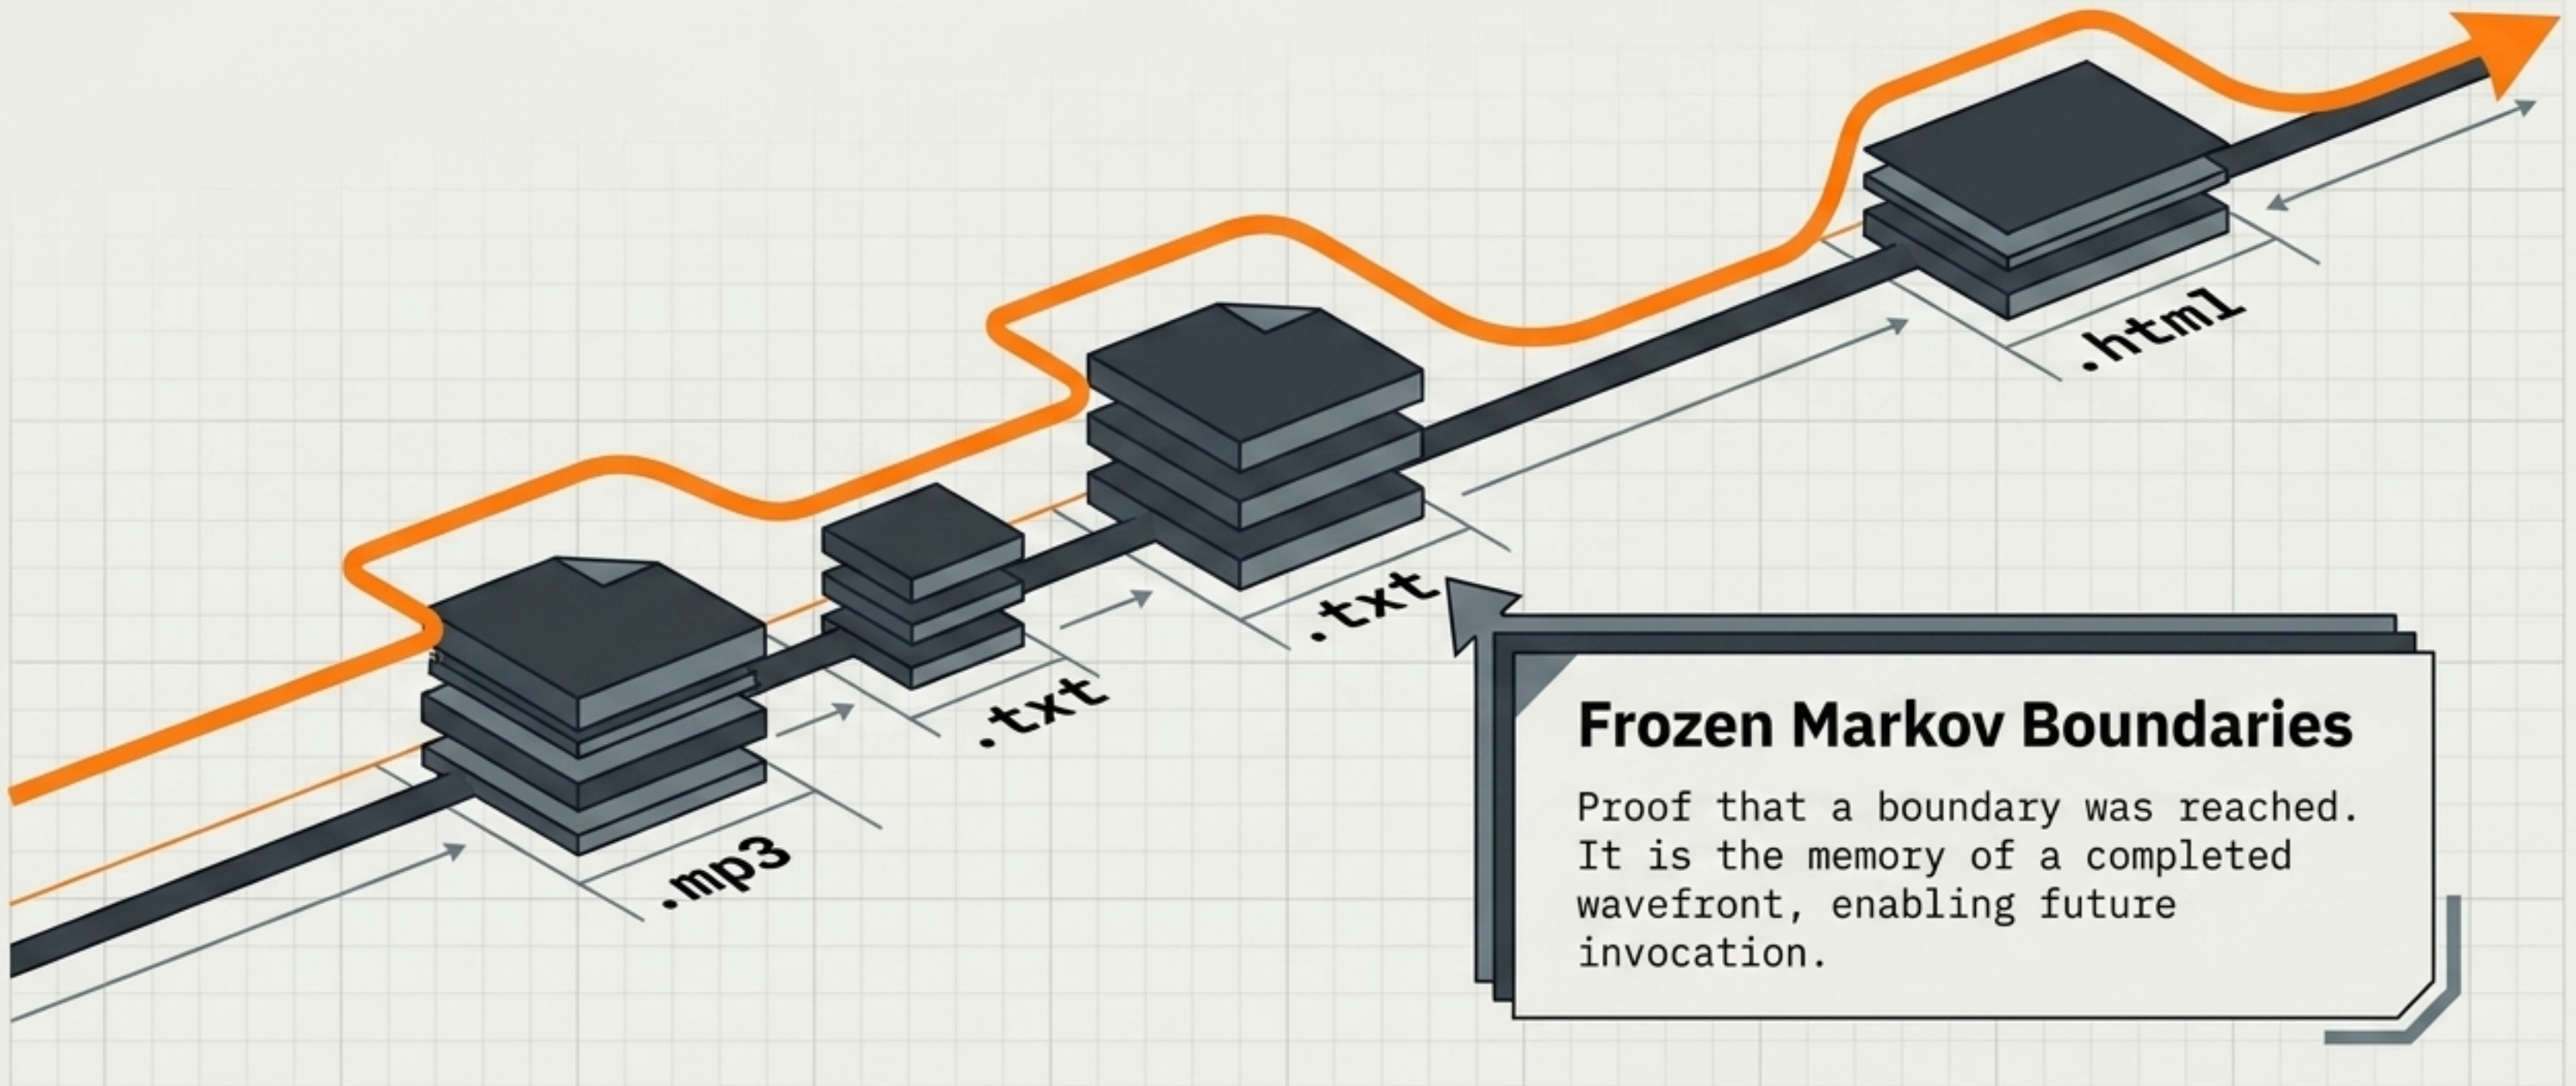 .html
.txt
.txt
.mp3
Frozen Markov Boundaries
Proof that a boundary was reached.
It is the memory of a completed
wavefront, enabling future
invocation.